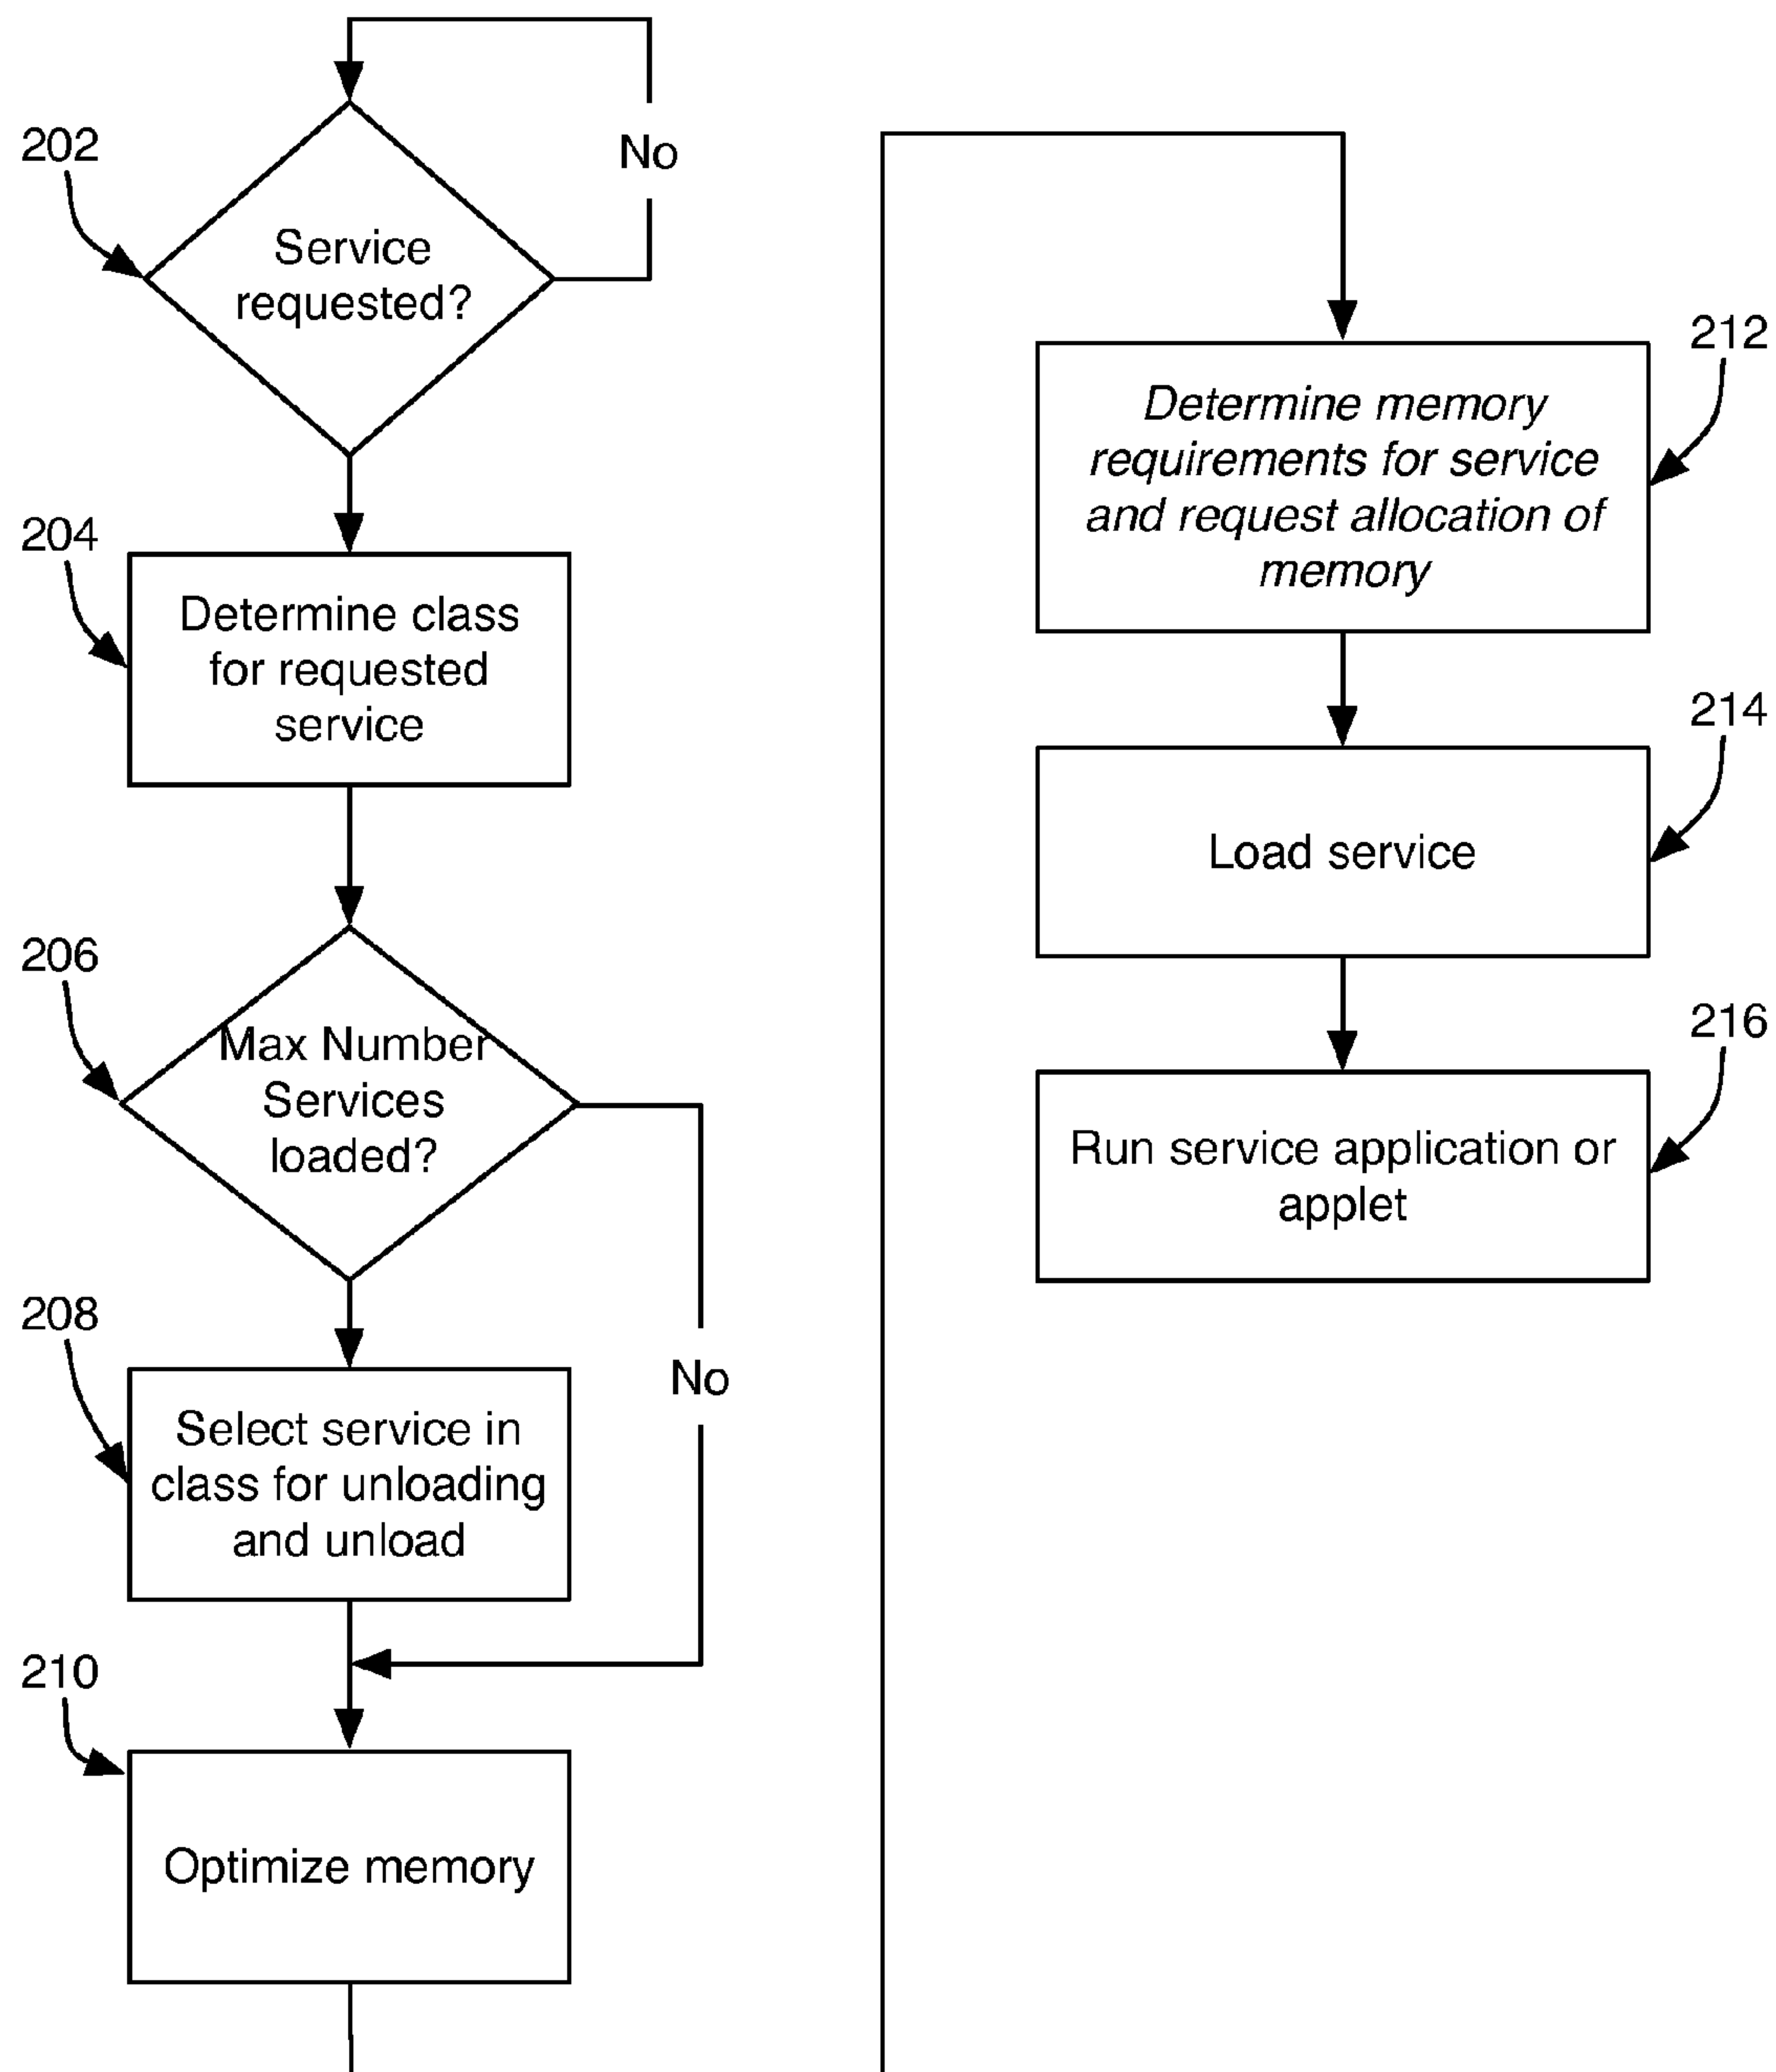 202
No
Service
requested?
204
Determine class
for requested
service
206
Max Number
Services
loaded?
208
No
Select service in
class for unloading
and unload
210
Optimize memory
212
Determine memory
requirements for service
and request allocation of
memory
214
Load service
216
Run service application or
applet